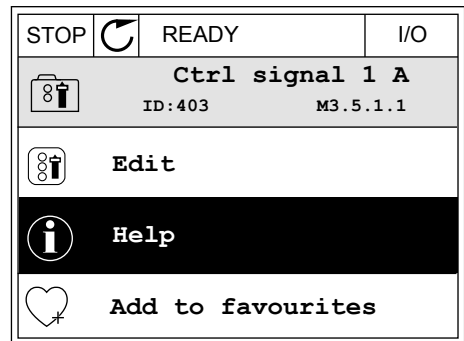 STOP READY I/O
Ctrl signal 1 A
ID:403 M3.5.1.1
Edit
Help
Add to favourites